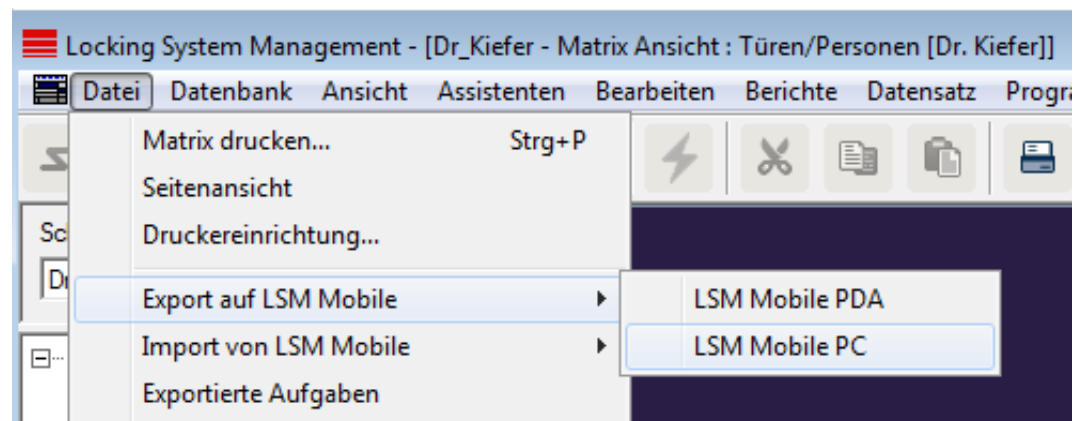 Locking System Management - [Dr_Kiefer - Matrix Ansicht : Türen/Personen [Dr. Kiefer]]
Datei Datenbank Ansicht Assistenten Bearbeiten Berichte Datensatz Progra
Matrix drucken... Strg+P
Seitenansicht
Sc
Druckereinrichtung...
D
Export auf LSM Mobile LSM Mobile PDA
Import von LSM Mobile LSM Mobile PC
Exportierte Aufgaben